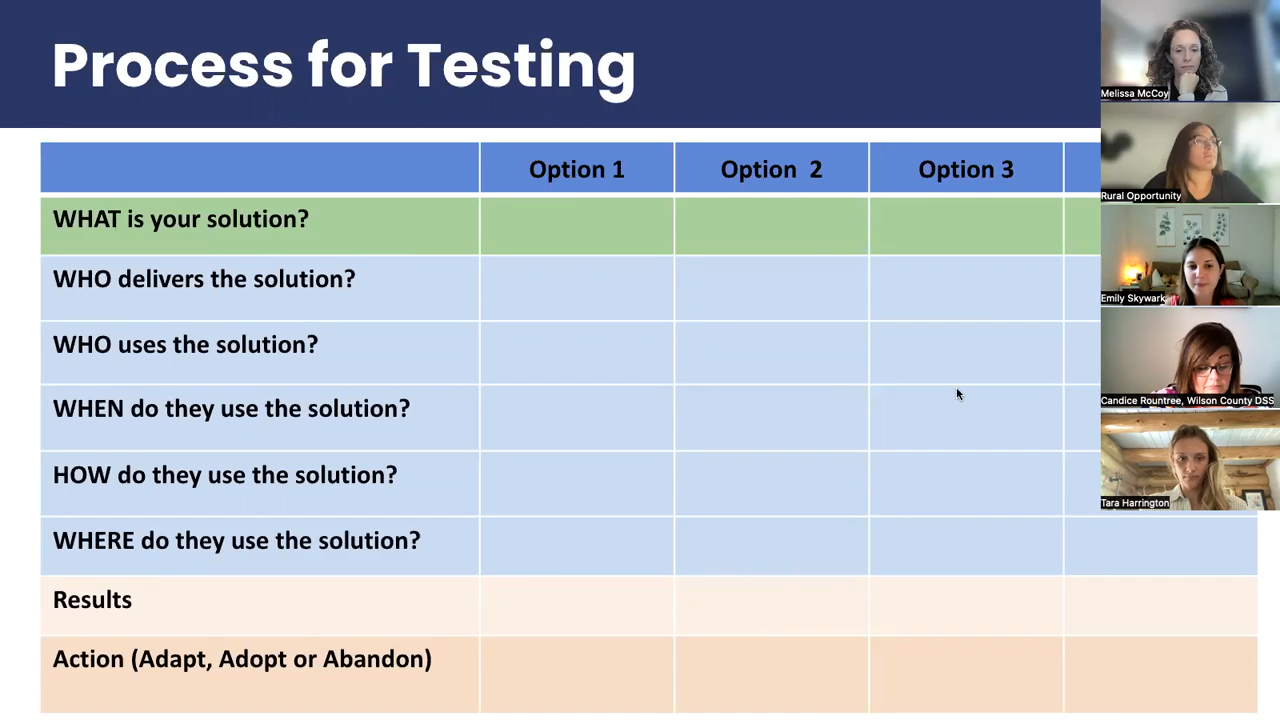 Process for Testing
Option 1
Option 2
Option 3
WHAT is your solution?
WHO delivers the solution?
WHO uses the solution?
WHEN do they use the solution?
HOW do they use the solution?
WHERE do they use the solution?
Results
Action (Adapt, Adopt or Abandon)
Melissa McCoy
Rural Opportunity
Emily Skywark
Candice Rountree, Wilson County DSS
Tara Harrington